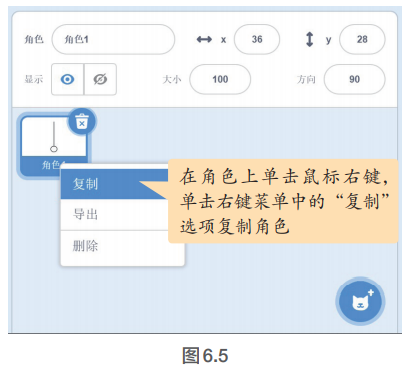 角色 角色1 x 36 y 28
显示 大小 100 方向 90
角色
复制
导出
删除
在角色上单击鼠标右键，
单击右键菜单中的“复制”
选项复制角色
图6.5